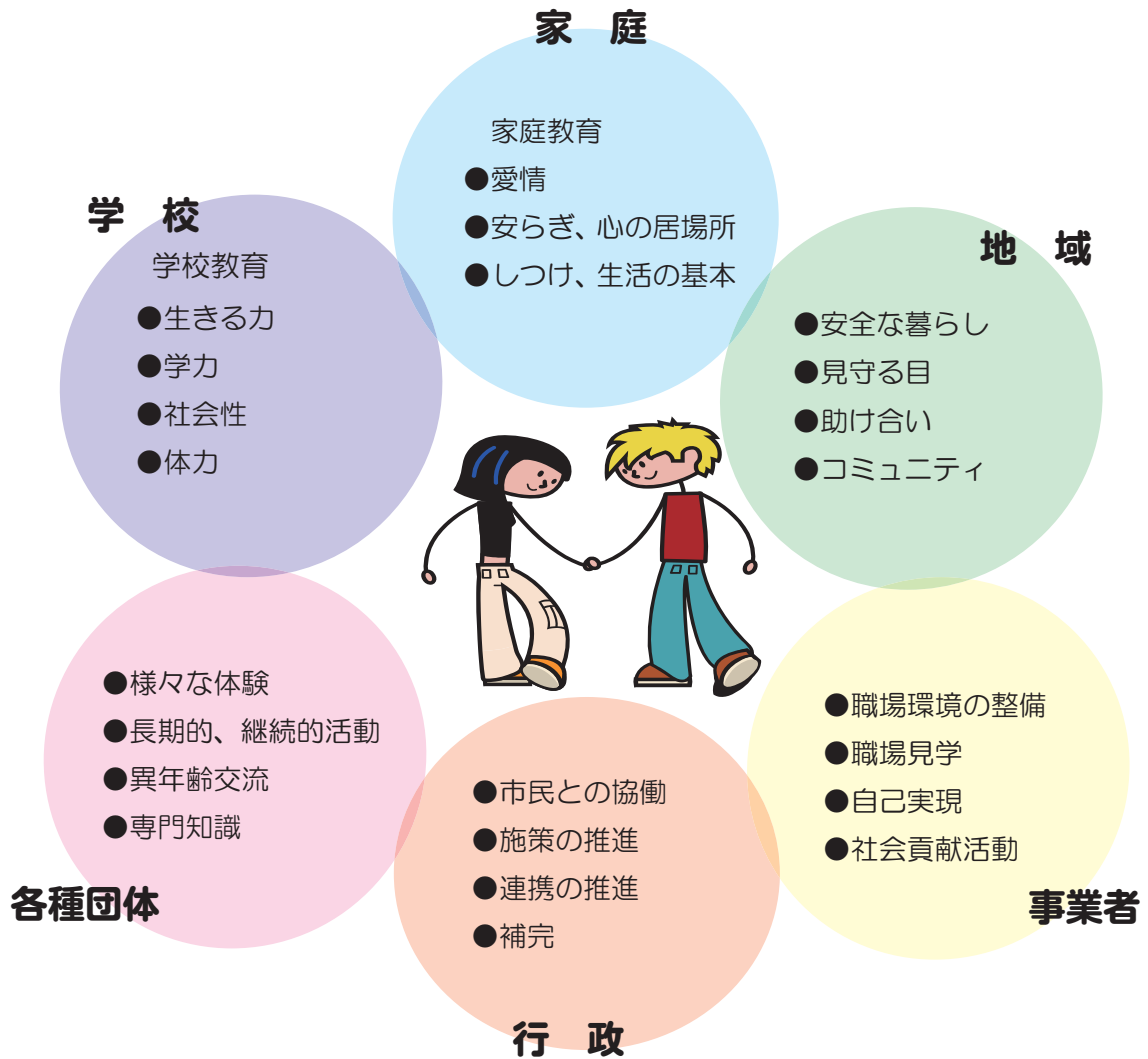 家 庭
家庭教育
●愛情
●安らぎ、心の居場所
●しつけ、生活の基本
学 校
学校教育
●生きる力
●学力
●社会性
●体力
地 域
●安全な暮らし
●見守る目
●助け合い
●コミュニティ
●様々な体験
●長期的、継続的活動
●異年齢交流
●専門知識
各種団体
●市民との協働
●施策の推進
●連携の推進
●補完
行 政
●職場環境の整備
●職場見学
●自己実現
●社会貢献活動
事業者